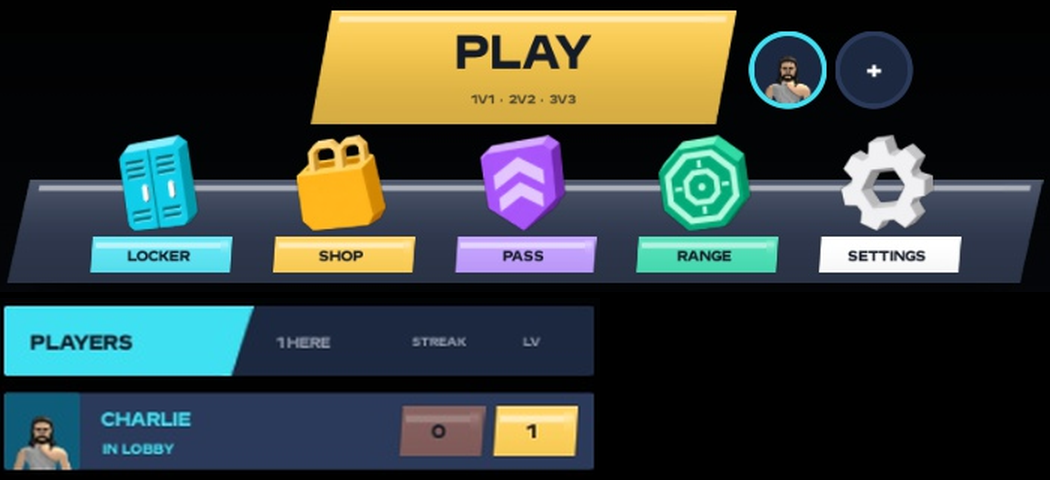 PLAY
1V1 · 2V2 · 3V3
+
LOCKER SHOP PASS RANGE SETTINGS
PLAYERS 1 HERE STREAK LV
CHARLIE 0 1
IN LOBBY